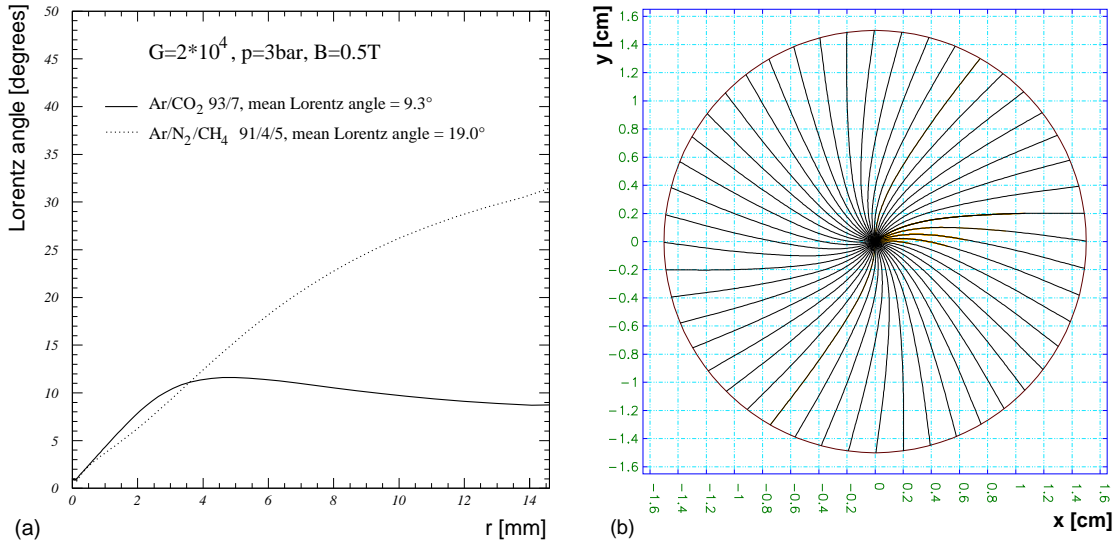 Lorentz angle [degrees]
50
45
40
35
30
25
20
15
10
5
0
G=2*10⁴, p=3bar, B=0.5T
Ar/CO₂ 93/7, mean Lorentz angle = 9.3°
Ar/N₂/CH₄ 91/4/5, mean Lorentz angle = 19.0°
0 2 4 6 8 10 12 14
(a)
r [mm]
y [cm]
1.6
1.4
1.2
1
0.8
0.6
0.4
0.2
0
−0.2
−0.4
−0.6
−0.8
−1
−1.2
−1.4
−1.6
−1.6 −1.4 −1.2 −1 −0.8 −0.6 −0.4 −0.2 0 0.2 0.4 0.6 0.8 1 1.2 1.4 1.6
(b)
x [cm]